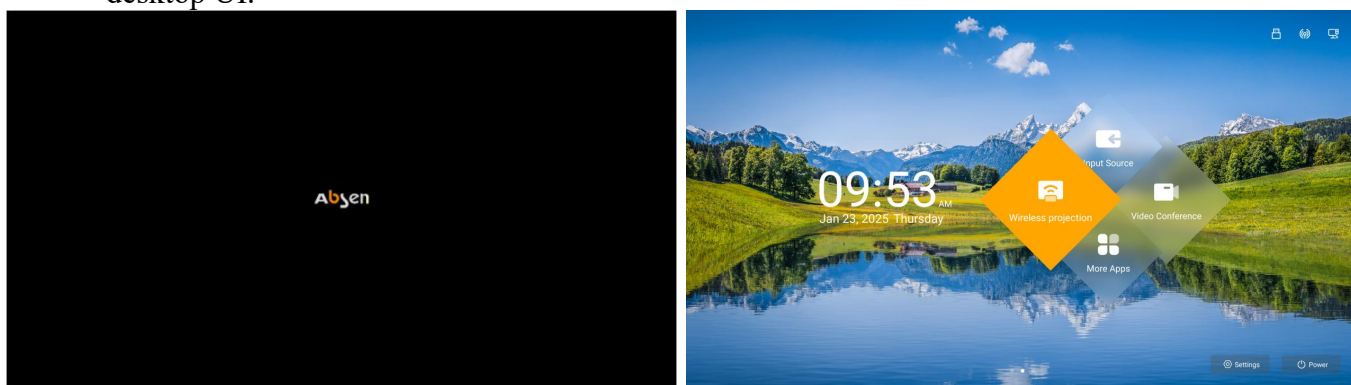 desktop UI.
Absen
09:53 AM
Jan 23, 2025 Thursday
Input Source
Wireless projection
Video Conference
More Apps
Settings
Power